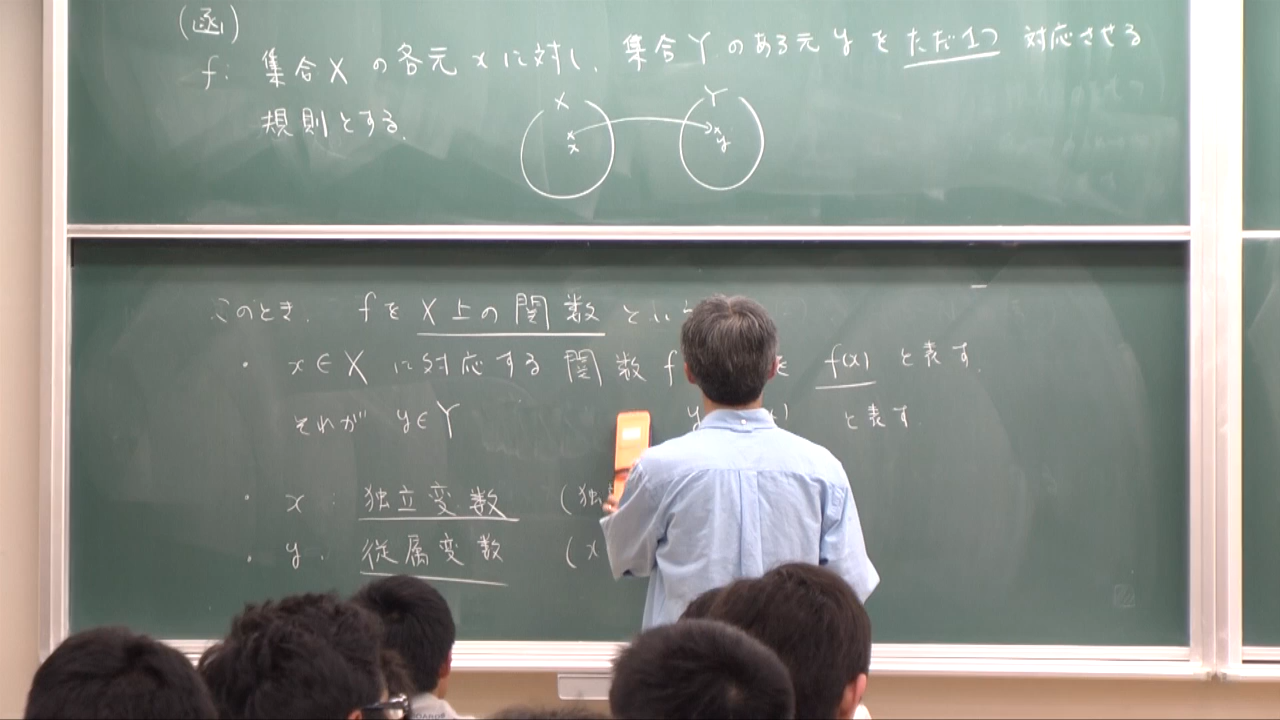 (函)
f: 集合X の各元 x に対し、集合Y のある元 y を ただ1つ 対応させる
規則とする.
X Y
x y
このとき. fを X上の関数 とい
・ x∈X に対応する 関数 f を f(x) と表す.
それが y∈Y y と表す
・ x : 独立変数 (独
・ y . 従属変数 (x